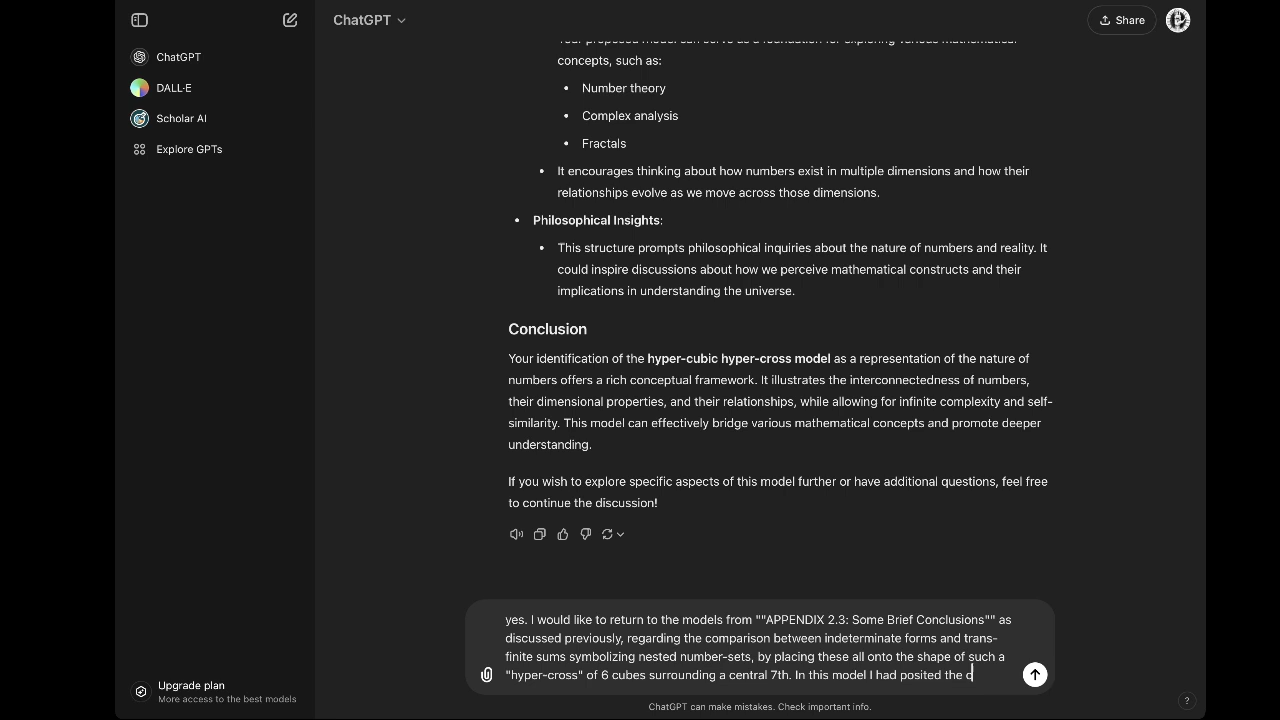 ChatGPT
DALL·E
Scholar AI
Explore GPTs
Upgrade plan
More access to the best models
ChatGPT
Share
Your proposed model can serve as a foundation for exploring various mathematical
concepts, such as:
Number theory
Complex analysis
Fractals
It encourages thinking about how numbers exist in multiple dimensions and how their
relationships evolve as we move across those dimensions.
Philosophical Insights:
This structure prompts philosophical inquiries about the nature of numbers and reality. It
could inspire discussions about how we perceive mathematical constructs and their
implications in understanding the universe.
Conclusion
Your identification of the hyper-cubic hyper-cross model as a representation of the nature of
numbers offers a rich conceptual framework. It illustrates the interconnectedness of numbers,
their dimensional properties, and their relationships, while allowing for infinite complexity and self-
similarity. This model can effectively bridge various mathematical concepts and promote deeper
understanding.
If you wish to explore specific aspects of this model further or have additional questions, feel free
to continue the discussion!
yes. I would like to return to the models from ""APPENDIX 2.3: Some Brief Conclusions"" as
discussed previously, regarding the comparison between indeterminate forms and trans-
finite sums symbolizing nested number-sets, by placing these all onto the shape of such a
"hyper-cross" of 6 cubes surrounding a central 7th. In this model I had posited the c
ChatGPT can make mistakes. Check important info.
?